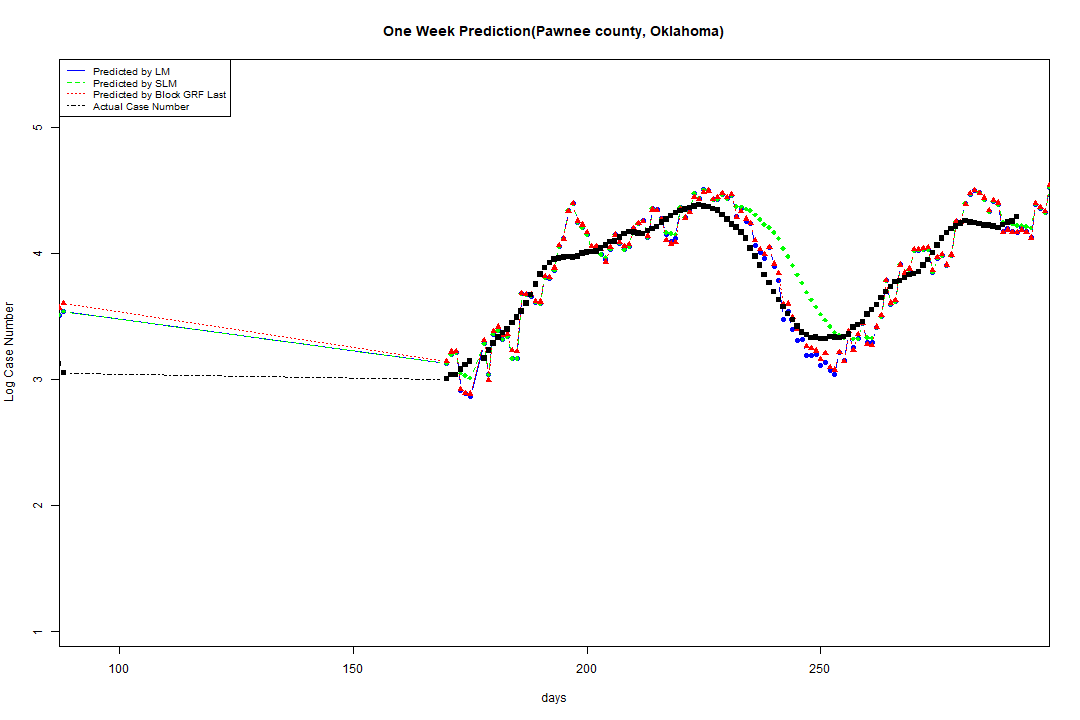 One Week Prediction(Pawnee county, Oklahoma)
Predicted by LM
Predicted by SLM
Predicted by Block GRF Last
Actual Case Number
5
4
3
2
1
Log Case Number
100 150 200 250
days